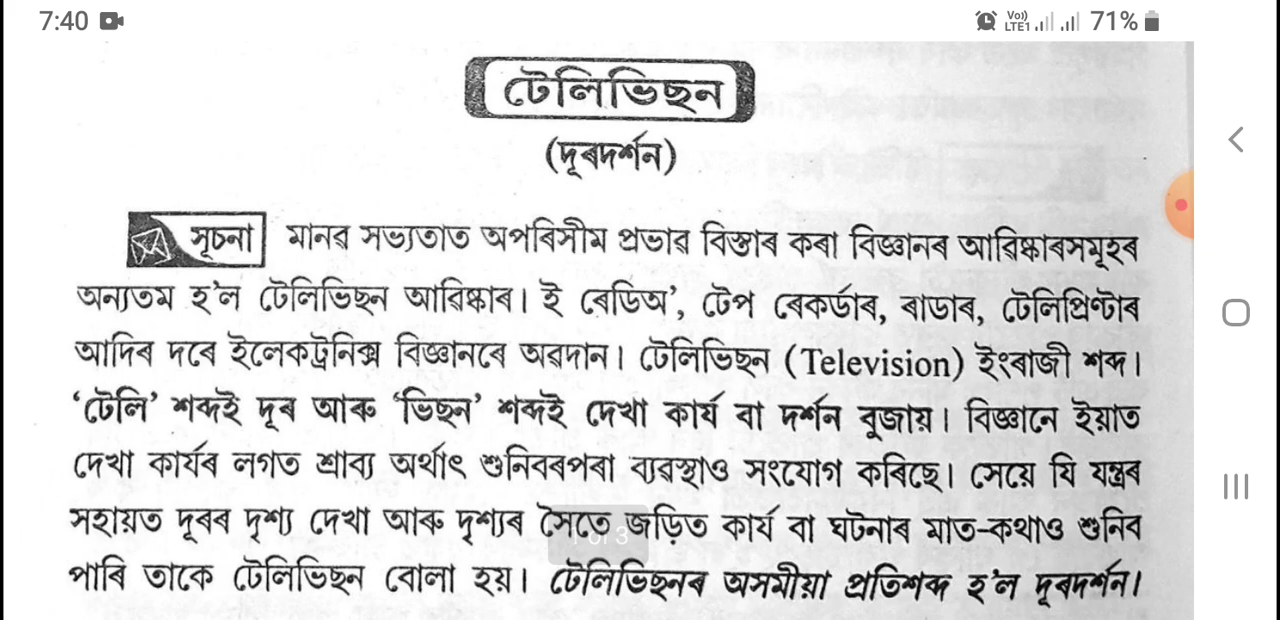 7:40
Vo)) LTE1 71%
টেলিভিছন
(দূৰদৰ্শন)
সূচনা মানৱ সভ্যতাত অপৰিসীম প্ৰভাৱ বিস্তাৰ কৰা বিজ্ঞানৰ আৱিষ্কাৰসমূহৰ
অন্যতম হ'ল টেলিভিছন আৱিষ্কাৰ। ই ৰেডিঅ', টেপ ৰেকৰ্ডাৰ, ৰাডাৰ, টেলিপ্ৰিণ্টাৰ
আদিৰ দৰে ইলেকট্ৰনিক্স বিজ্ঞানৰে অৱদান। টেলিভিছন (Television) ইংৰাজী শব্দ।
'টেলি' শব্দই দূৰ আৰু 'ভিছন' শব্দই দেখা কাৰ্য বা দৰ্শন বুজায়। বিজ্ঞানে ইয়াত
দেখা কাৰ্যৰ লগত শ্ৰাব্য অৰ্থাৎ শুনিবৰপৰা ব্যৱস্থাও সংযোগ কৰিছে। সেয়ে যি যন্ত্ৰৰ
সহায়ত দূৰৰ দৃশ্য দেখা আৰু দৃশ্যৰ সৈতে জড়িত কাৰ্য বা ঘটনাৰ মাত-কথাও শুনিব
পাৰি তাকে টেলিভিছন বোলা হয়। টেলিভিছনৰ অসমীয়া প্ৰতিশব্দ হ'ল দূৰদৰ্শন।